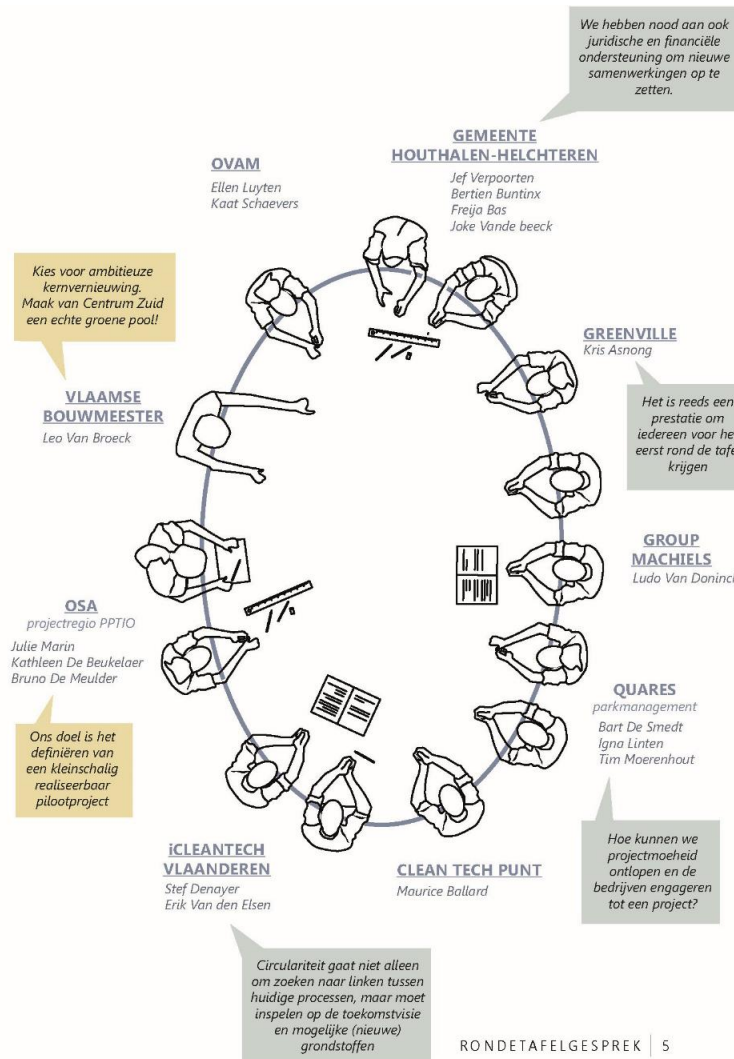 We hebben nood aan ook
juridische en financiële
ondersteuning om nieuwe
samenwerkingen op te
zetten.
GEMEENTE
HOUTHALEN-HELCHTEREN
Jef Verpoorten
Bertien Buntinx
Freija Bas
Joke Vande beeck
OVAM
Ellen Luyten
Kaat Schaevers
Kies voor ambitieuze
kernvernieuwing.
Maak van Centrum Zuid
een echte groene pool!
GREENVILLE
Kris Asnong
VLAAMSE
BOUWMEESTER
Leo Van Broeck
Het is reeds een
prestatie om
iedereen voor he
eerst rond de tafe
krijgen
GROUP
MACHIELS
Ludo Van Doninc
OSA
projectregio PPTIO
Julie Marin
Kathleen De Beukelaer
Bruno De Meulder
QUARES
parkmanagement
Bart De Smedt
Igna Linten
Tim Moerenhout
Ons doel is het
definiëren van
een kleinschalig
realiseerbaar
pilootproject
Hoe kunnen we
projectmoeheid
ontlopen en de
bedrijven engageren
tot een project?
iCLEANTECH
VLAANDEREN
Stef Denayer
Erik Van den Elsen
CLEAN TECH PUNT
Maurice Ballard
Circulariteit gaat niet alleen
om zoeken naar linken tussen
huidige processen, maar moet
inspelen op de toekomstvisie
en mogelijke (nieuwe)
grondstoffen
RONDETAFELGESPREK | 5